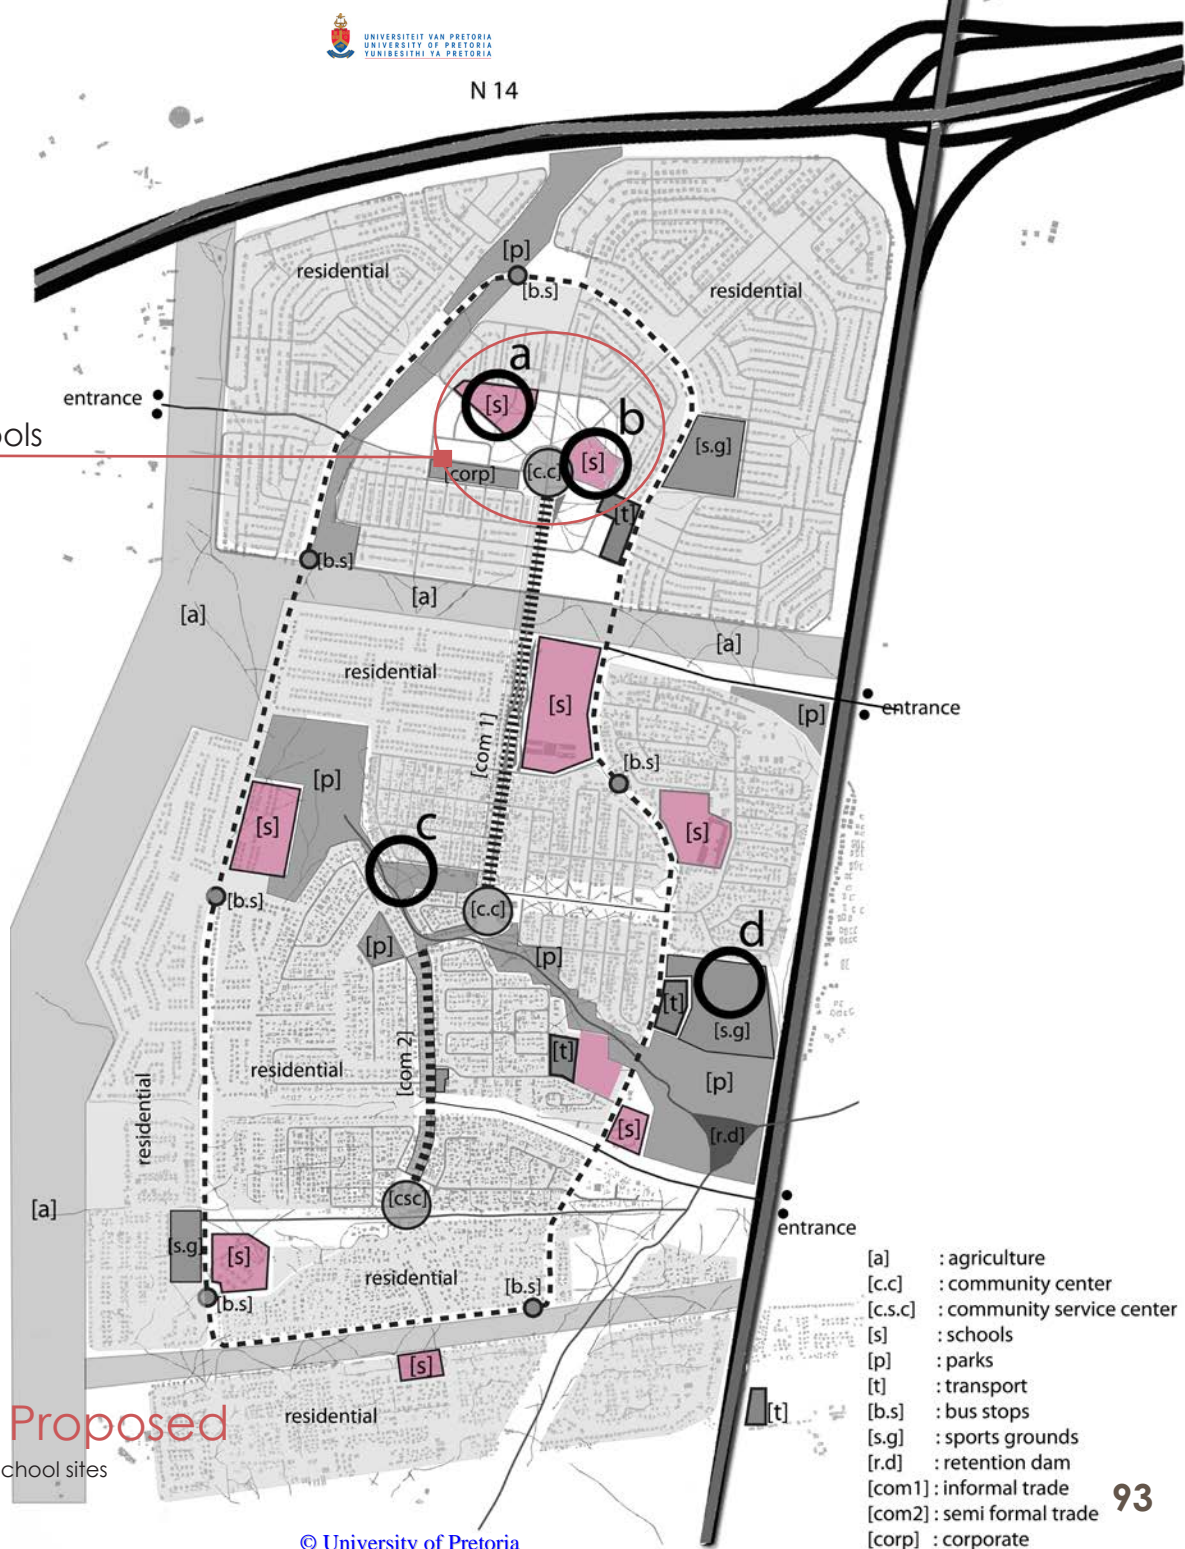 UNIVERSITEIT VAN PRETORIA
UNIVERSITY OF PRETORIA
YUNIBESITHI YA PRETORIA
N 14
[p]
residential
[b.s]
residential
a
entrance
[s]
b
ools
[s.g]
[corp]
[c.c]
[s]
[t]
[b.s]
[a]
[a]
[a]
residential
[s]
[p]
entrance
[com 1]
[b.s]
[p]
[s]
c
[s]
[b.s]
[c.c]
d
[p]
[p]
[t]
[s.g]
[com 2]
[t]
residential
[p]
residential
[s]
[r.d]
[csc]
[a]
entrance
[s.g]
[s]
residential
[b.s]
[b.s]
[s]
residential
[t]
Proposed
chool sites
[a] : agriculture
[c.c] : community center
[c.s.c] : community service center
[s] : schools
[p] : parks
[t] : transport
[b.s] : bus stops
[s.g] : sports grounds
[r.d] : retention dam
[com1] : informal trade
[com2] : semi formal trade
[corp] : corporate
93
© University of Pretoria